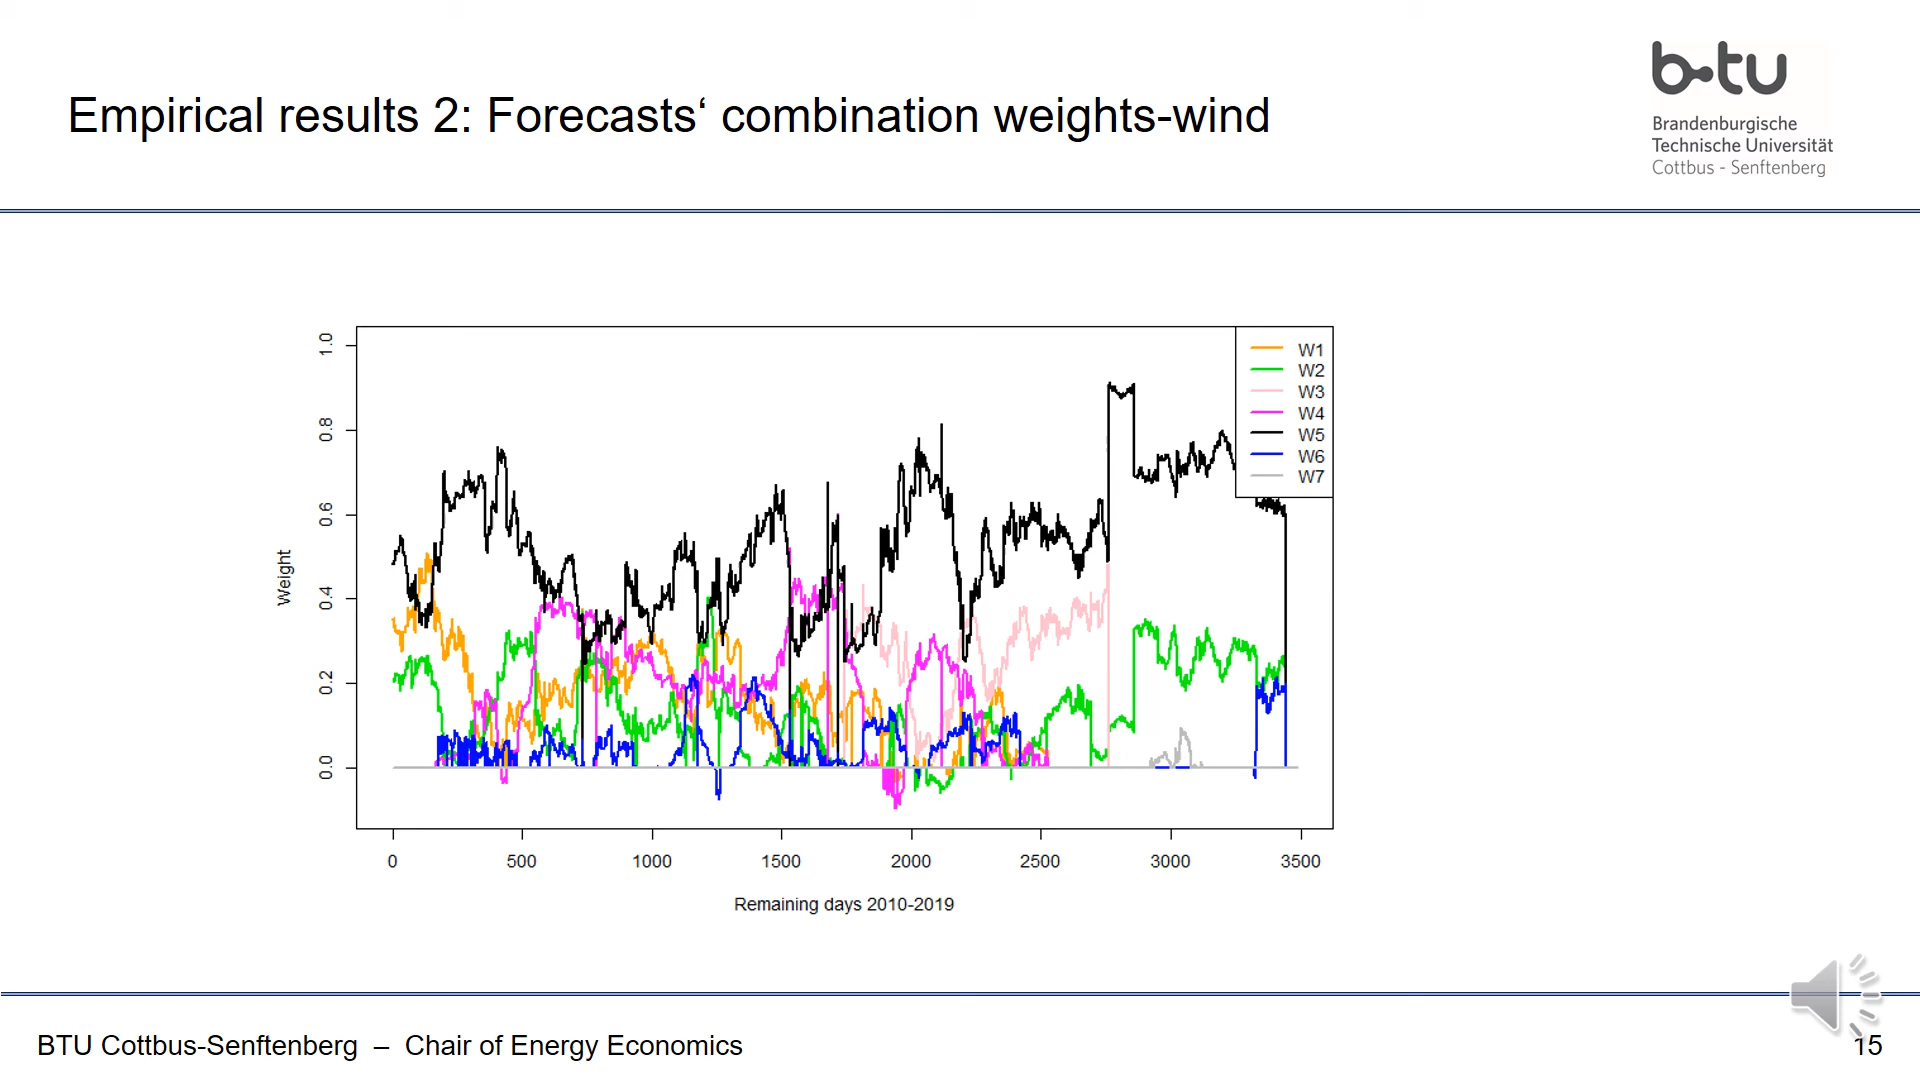 b-tu
Brandenburgische
Technische Universität
Cottbus - Senftenberg
Empirical results 2: Forecasts‘ combination weights-wind
Weight
1.0
0.8
0.6
0.4
0.2
0.0
W1
W2
W3
W4
W5
W6
W7
0 500 1000 1500 2000 2500 3000 3500
Remaining days 2010-2019
BTU Cottbus-Senftenberg – Chair of Energy Economics
15